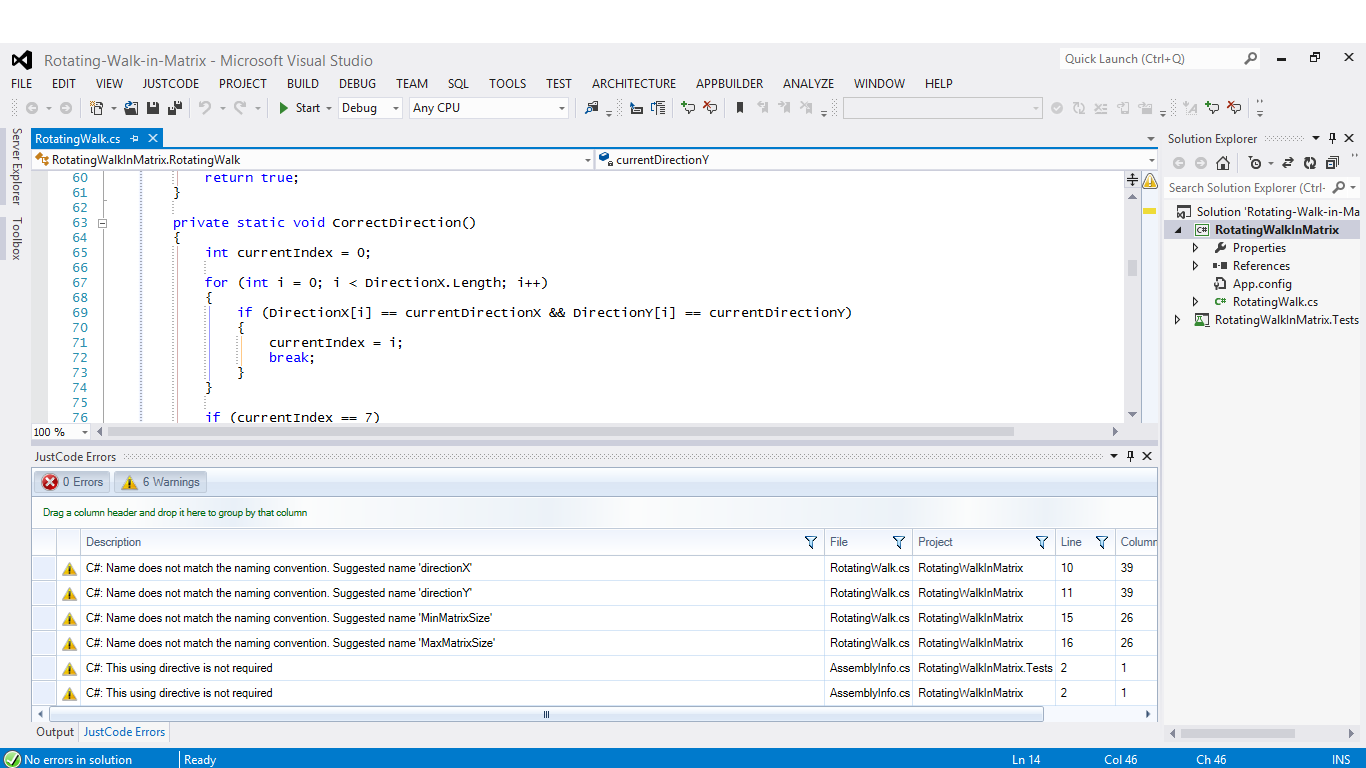 Rotating-Walk-in-Matrix - Microsoft Visual Studio
Quick Launch (Ctrl+Q)
FILE EDIT VIEW JUSTCODE PROJECT BUILD DEBUG TEAM SQL TOOLS TEST ARCHITECTURE APPBUILDER ANALYZE WINDOW HELP
Start Debug Any CPU
Server Explorer
Toolbox
RotatingWalk.cs
RotatingWalkInMatrix.RotatingWalk currentDirectionY
60 return true;
61 }
62
63 private static void CorrectDirection()
64 {
65 int currentIndex = 0;
66
67 for (int i = 0; i < DirectionX.Length; i++)
68 {
69 if (DirectionX[i] == currentDirectionX && DirectionY[i] == currentDirectionY)
70 {
71 currentIndex = i;
72 break;
73 }
74 }
75
76 if (currentIndex == 7)
100 %
Solution Explorer
Search Solution Explorer (Ctrl-
Solution 'Rotating-Walk-in-Ma
C# RotatingWalkInMatrix
Properties
References
App.config
C# RotatingWalk.cs
RotatingWalkInMatrix.Tests
JustCode Errors
0 Errors 6 Warnings
Drag a column header and drop it here to group by that column
Description File Project Line Column
C#: Name does not match the naming convention. Suggested name 'directionX' RotatingWalk.cs RotatingWalkInMatrix 10 39
C#: Name does not match the naming convention. Suggested name 'directionY' RotatingWalk.cs RotatingWalkInMatrix 11 39
C#: Name does not match the naming convention. Suggested name 'MinMatrixSize' RotatingWalk.cs RotatingWalkInMatrix 15 26
C#: Name does not match the naming convention. Suggested name 'MaxMatrixSize' RotatingWalk.cs RotatingWalkInMatrix 16 26
C#: This using directive is not required AssemblyInfo.cs RotatingWalkInMatrix.Tests 2 1
C#: This using directive is not required AssemblyInfo.cs RotatingWalkInMatrix 2 1
Output JustCode Errors
No errors in solution Ready Ln 14 Col 46 Ch 46 INS